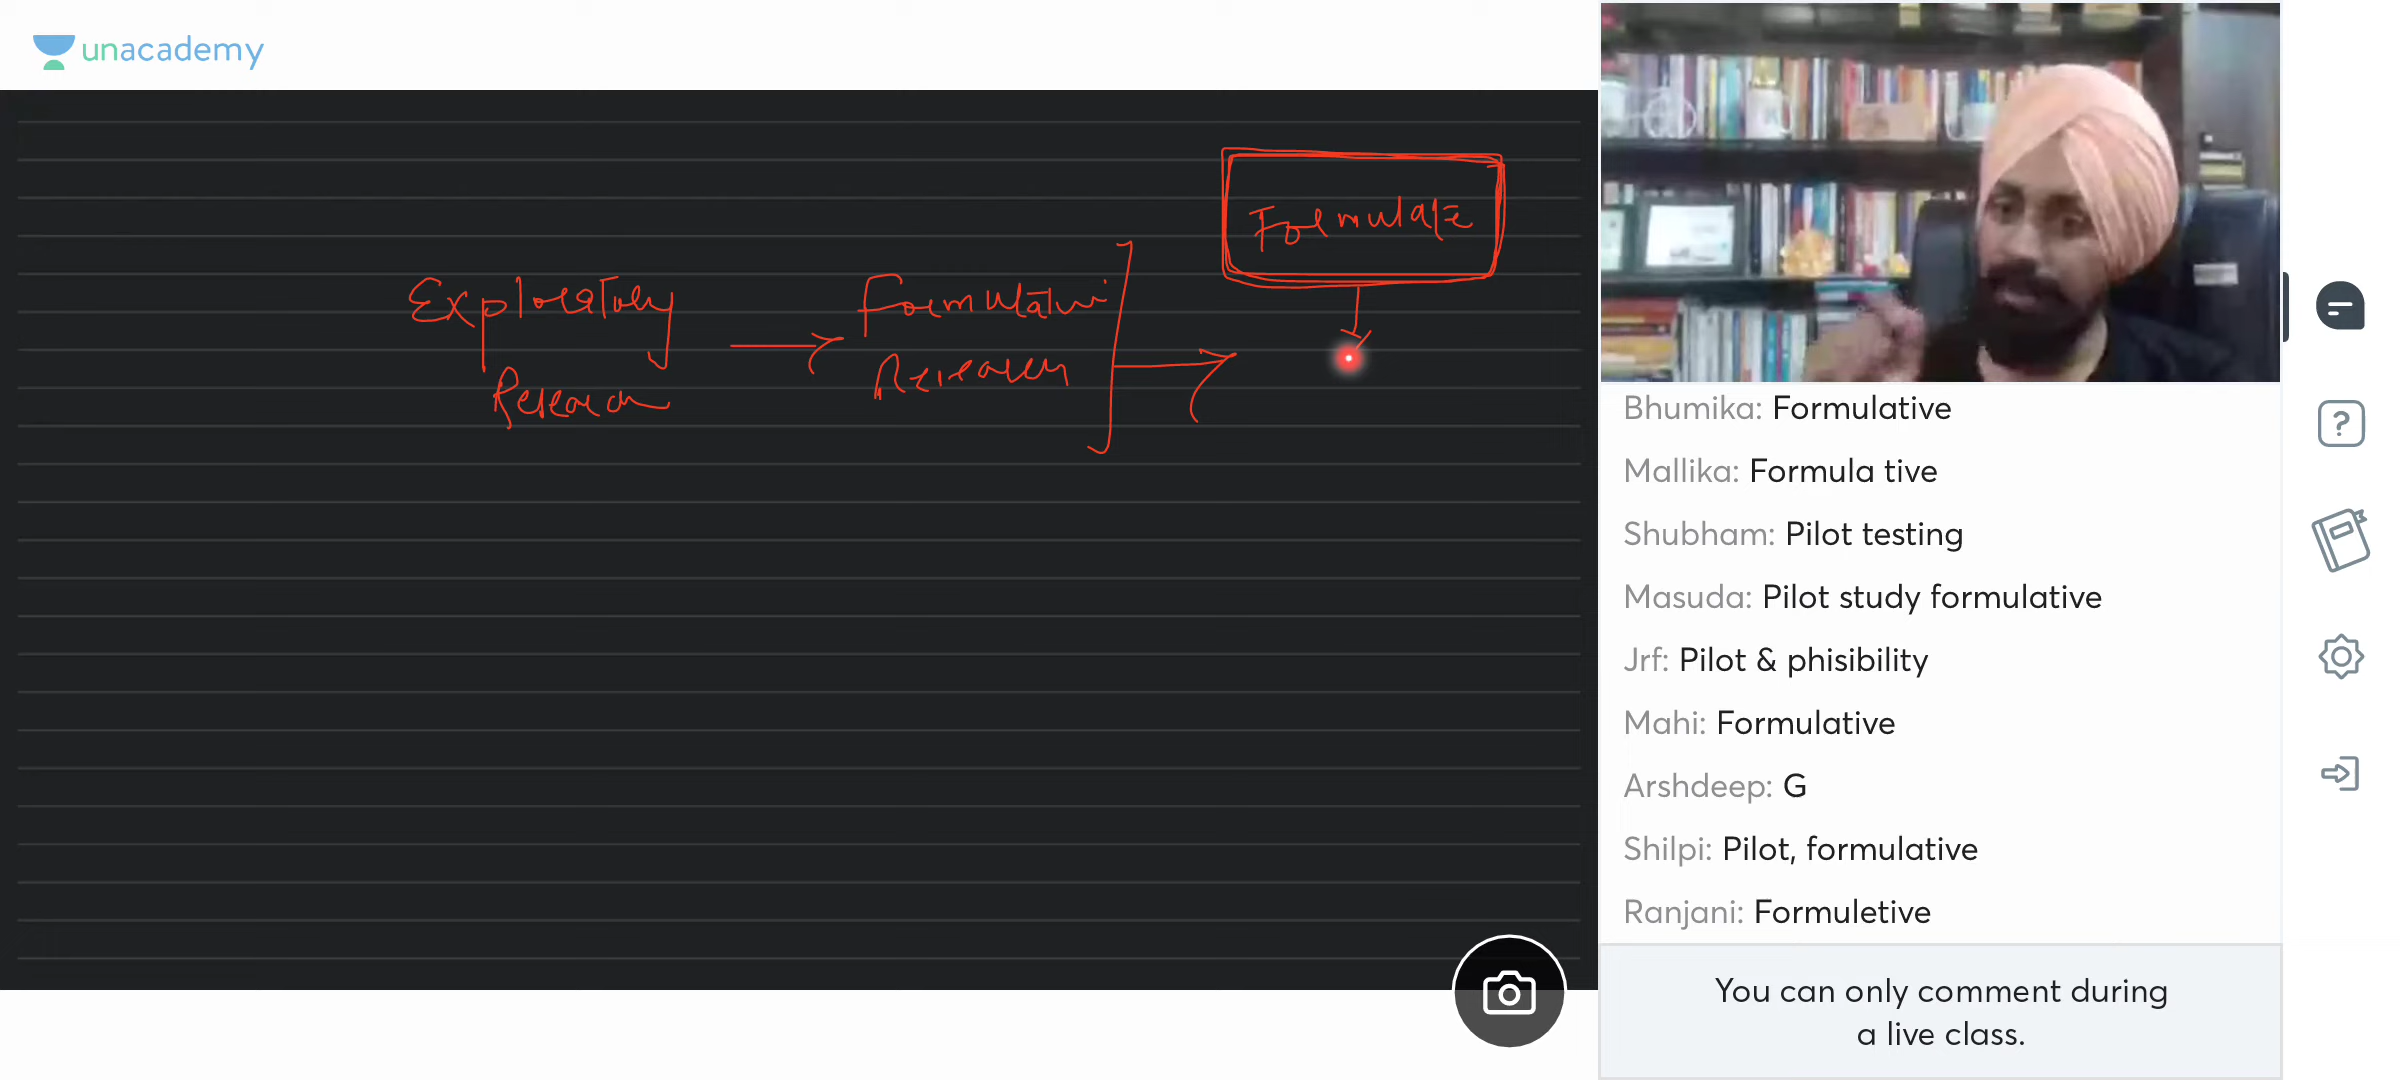 unacademy
Formulate
Exploratory
Research
Formulative
Research
Bhumika: Formulative
Mallika: Formula tive
Shubham: Pilot testing
Masuda: Pilot study formulative
Jrf: Pilot & phisibility
Mahi: Formulative
Arshdeep: G
Shilpi: Pilot, formulative
Ranjani: Formuletive
You can only comment during
a live class.